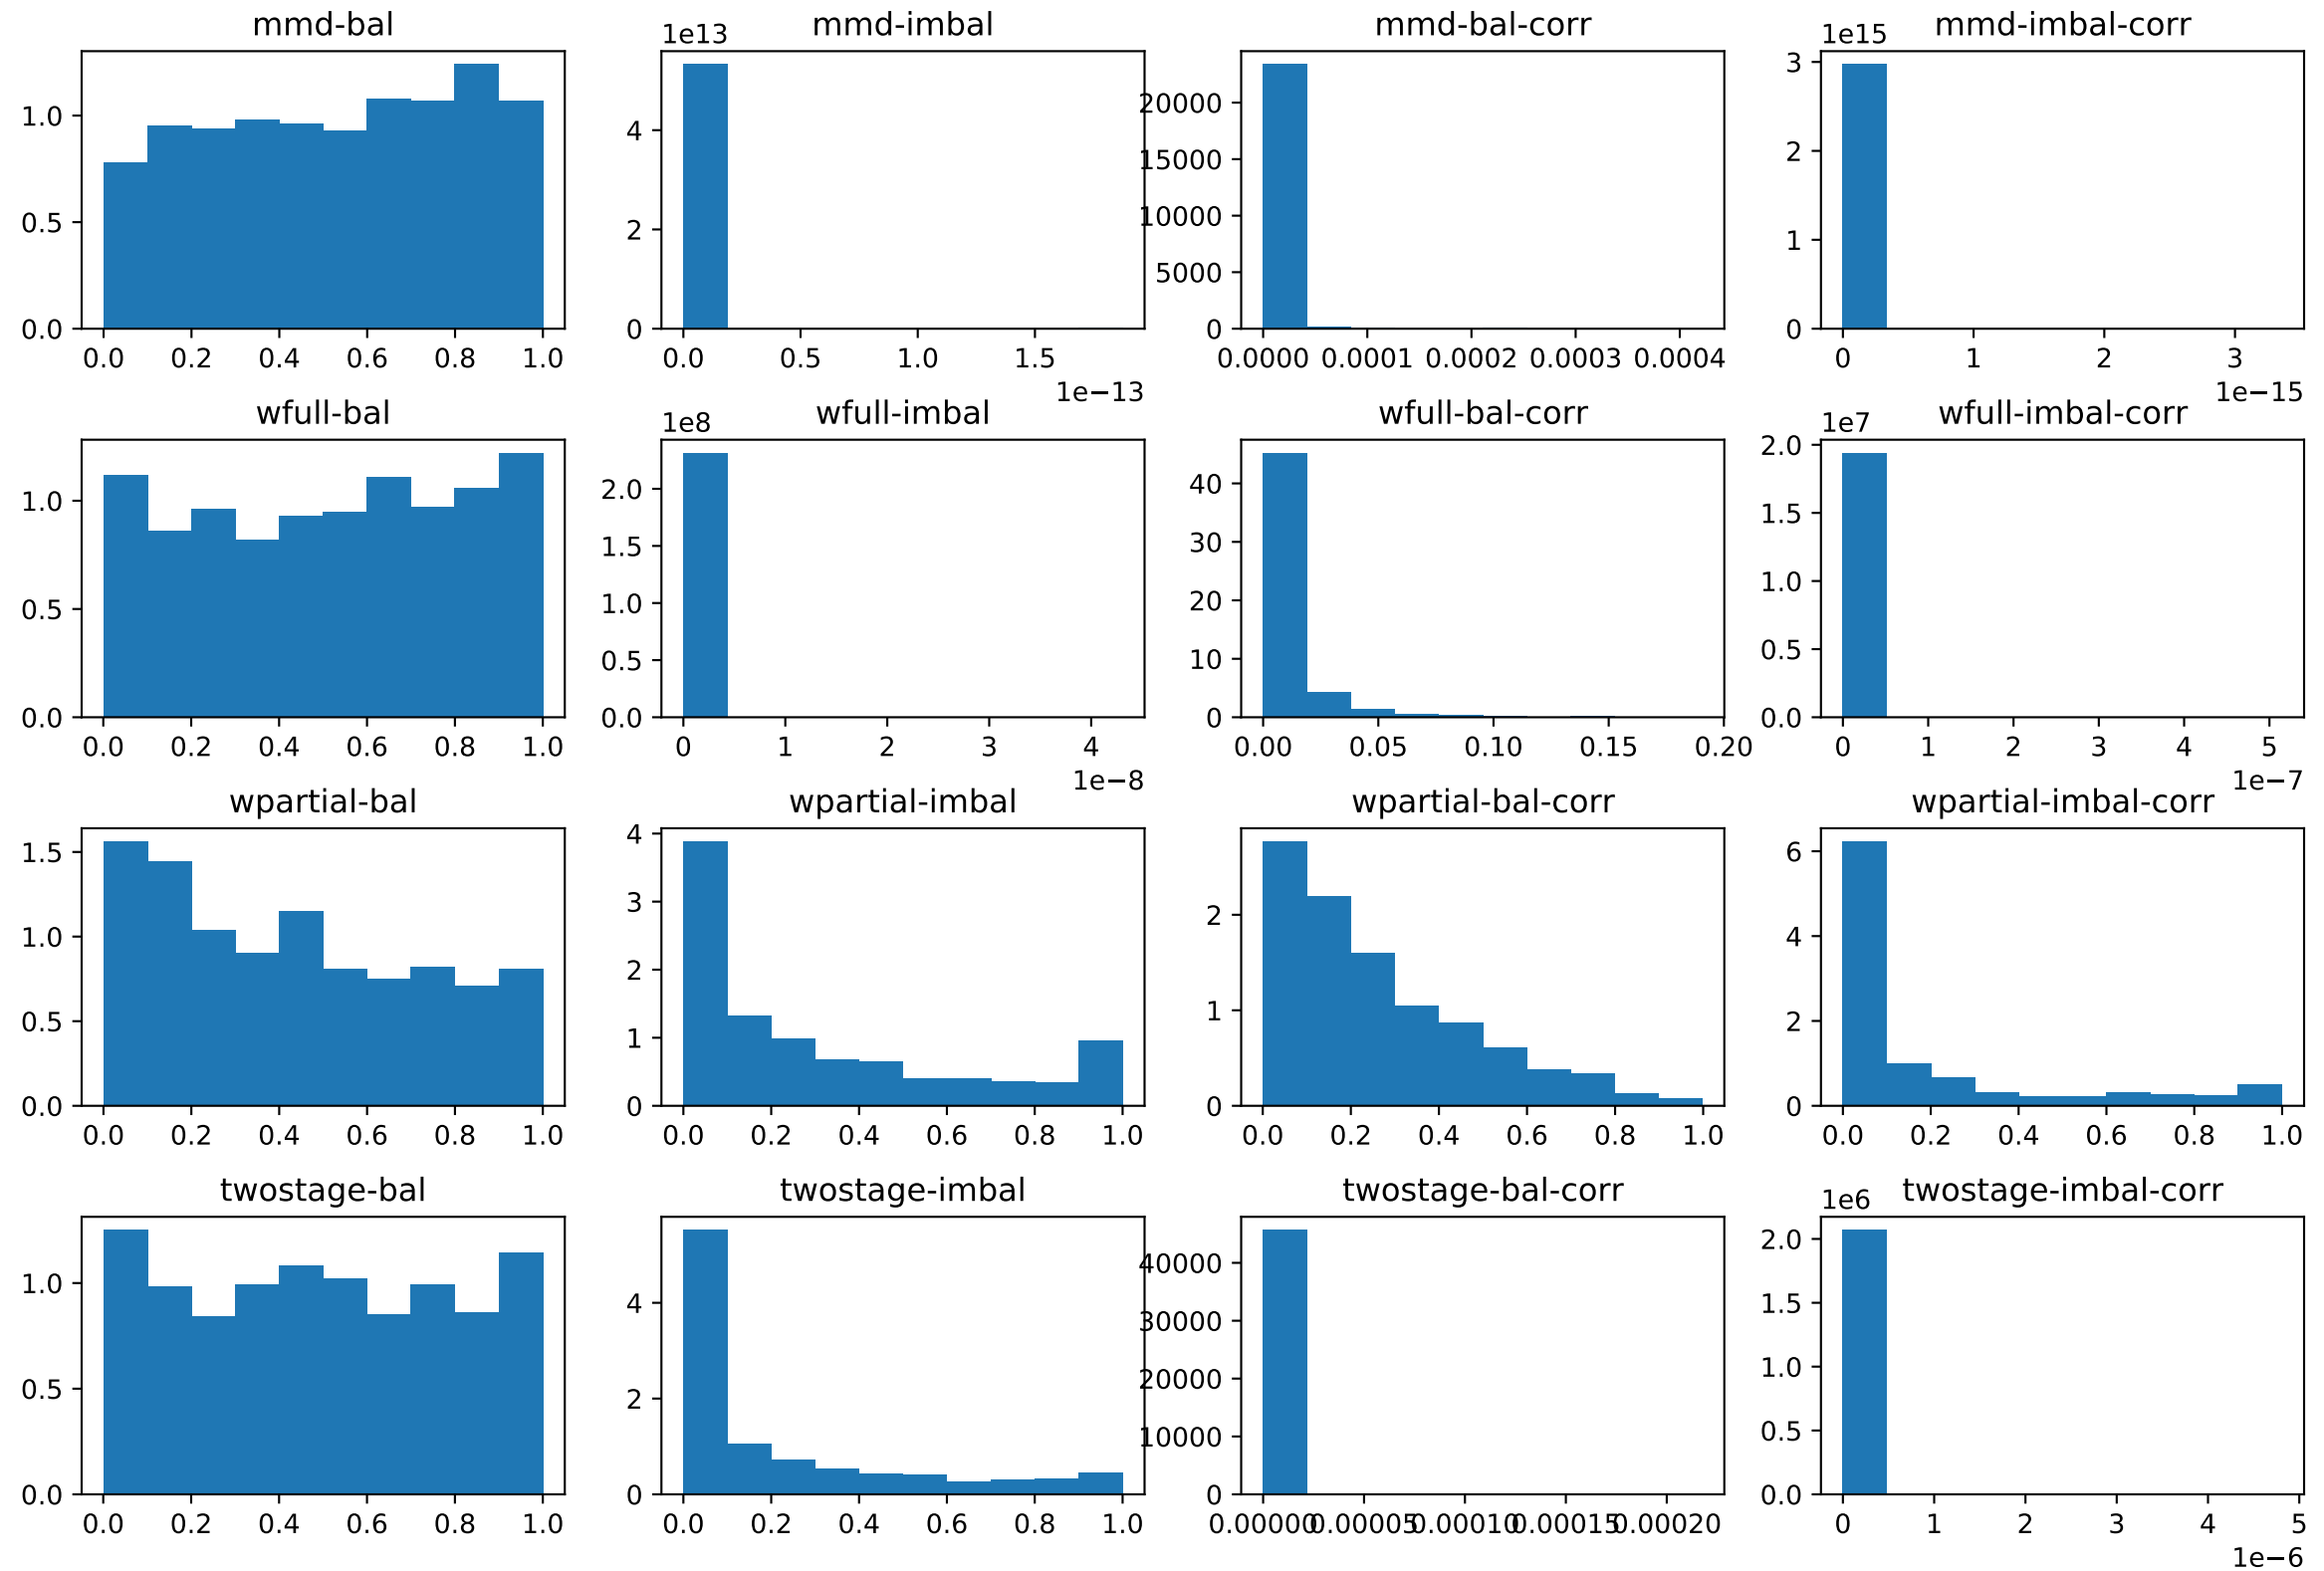 mmd-bal
mmd-imbal
mmd-bal-corr
mmd-imbal-corr
1e13
1e15
1.0
0.5
0.0
4
2
0
20000
15000
10000
5000
0
3
2
1
0
0.0 0.2 0.4 0.6 0.8 1.0
0.0 0.5 1.0 1.5
0.0000 0.0001 0.0002 0.0003 0.0004
0 1 2 3
1e−13
1e−15
wfull-bal
wfull-imbal
wfull-bal-corr
wfull-imbal-corr
1e8
1e7
1.0
0.5
0.0
2.0
1.5
1.0
0.5
0.0
40
30
20
10
0
2.0
1.5
1.0
0.5
0.0
0.0 0.2 0.4 0.6 0.8 1.0
0 1 2 3 4
0.00 0.05 0.10 0.15 0.20
0 1 2 3 4 5
1e−8
1e−7
wpartial-bal
wpartial-imbal
wpartial-bal-corr
wpartial-imbal-corr
1.5
1.0
0.5
0.0
4
3
2
1
0
2
1
0
6
4
2
0
0.0 0.2 0.4 0.6 0.8 1.0
0.0 0.2 0.4 0.6 0.8 1.0
0.0 0.2 0.4 0.6 0.8 1.0
0.0 0.2 0.4 0.6 0.8 1.0
twostage-bal
twostage-imbal
twostage-bal-corr
twostage-imbal-corr
1e6
1.0
0.5
0.0
4
2
0
40000
30000
20000
10000
0
2.0
1.5
1.0
0.5
0.0
0.0 0.2 0.4 0.6 0.8 1.0
0.0 0.2 0.4 0.6 0.8 1.0
0.00000 0.00005 0.00010 0.00015 0.00020
0 1 2 3 4 5
1e−6